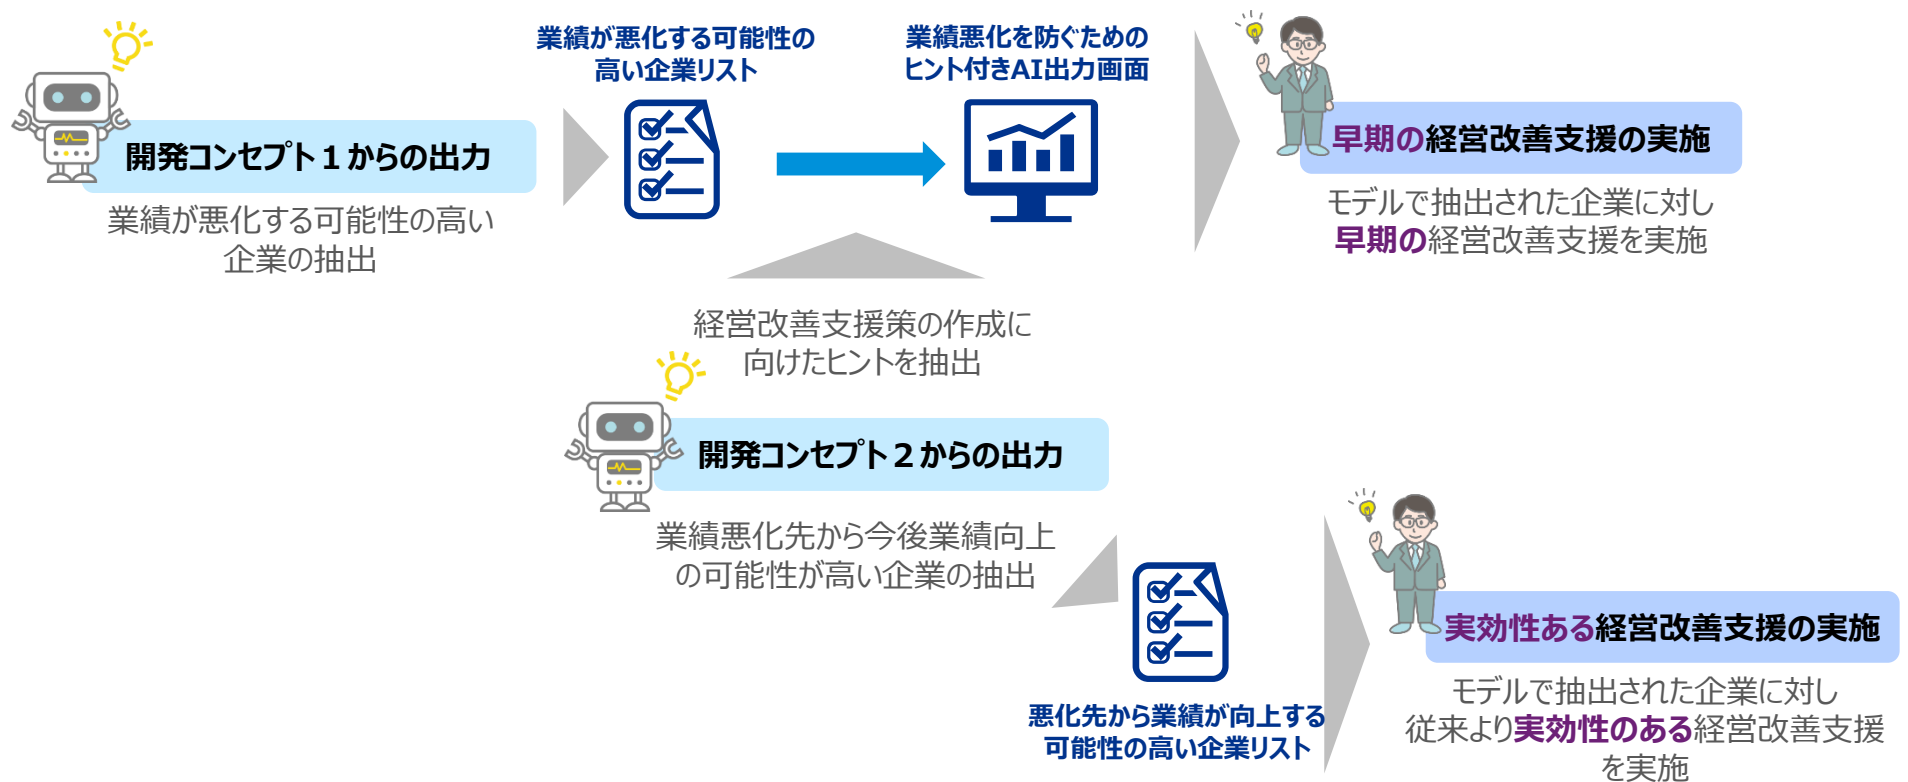 業績が悪化する可能性の
高い企業リスト
業績悪化を防ぐための
ヒント付きAI出力画面
開発コンセプト１からの出力
業績が悪化する可能性の高い
企業の抽出
早期の経営改善支援の実施
モデルで抽出された企業に対し
早期の経営改善支援を実施
経営改善支援策の作成に
向けたヒントを抽出
開発コンセプト２からの出力
業績悪化先から今後業績向上
の可能性が高い企業の抽出
悪化先から業績が向上する
可能性の高い企業リスト
実効性ある経営改善支援の実施
モデルで抽出された企業に対し
従来より実効性のある経営改善支援
を実施